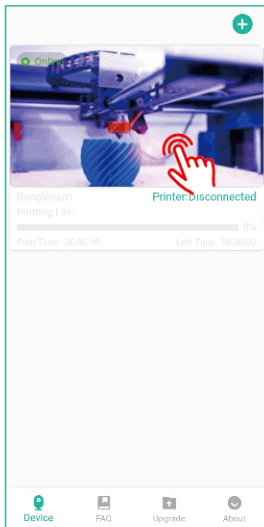 Online
Beaglecam Printer:Disconnected
Printing File:
0%
Print Time: 00:00:00 Left Time: 00:00:00
Device FAQ Upgrade About